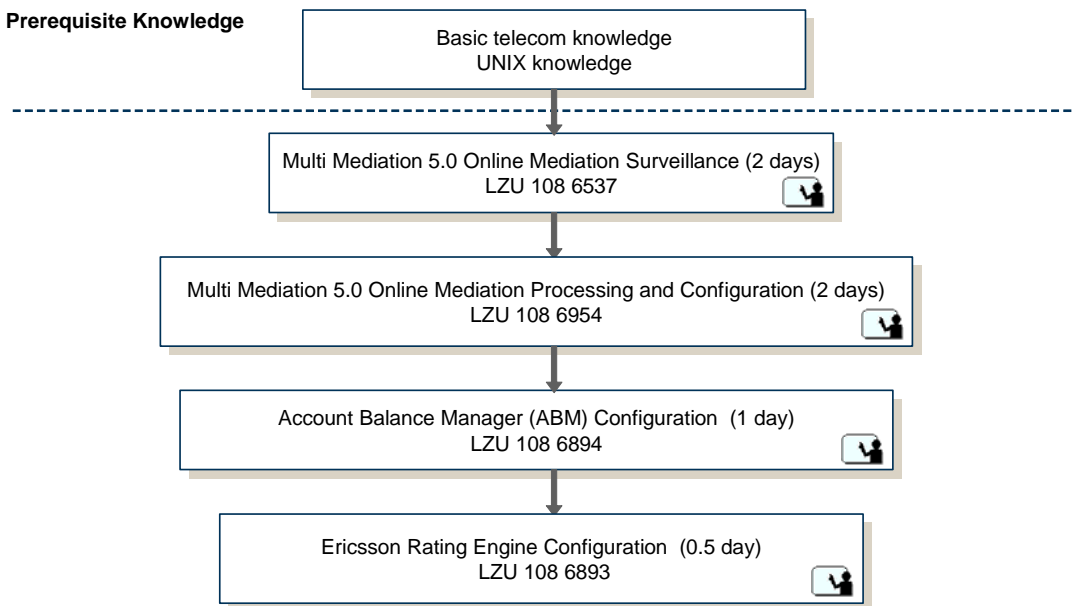 Prerequisite Knowledge
Basic telecom knowledge
UNIX knowledge
Multi Mediation 5.0 Online Mediation Surveillance (2 days)
LZU 108 6537
Multi Mediation 5.0 Online Mediation Processing and Configuration (2 days)
LZU 108 6954
Account Balance Manager (ABM) Configuration (1 day)
LZU 108 6894
Ericsson Rating Engine Configuration (0.5 day)
LZU 108 6893